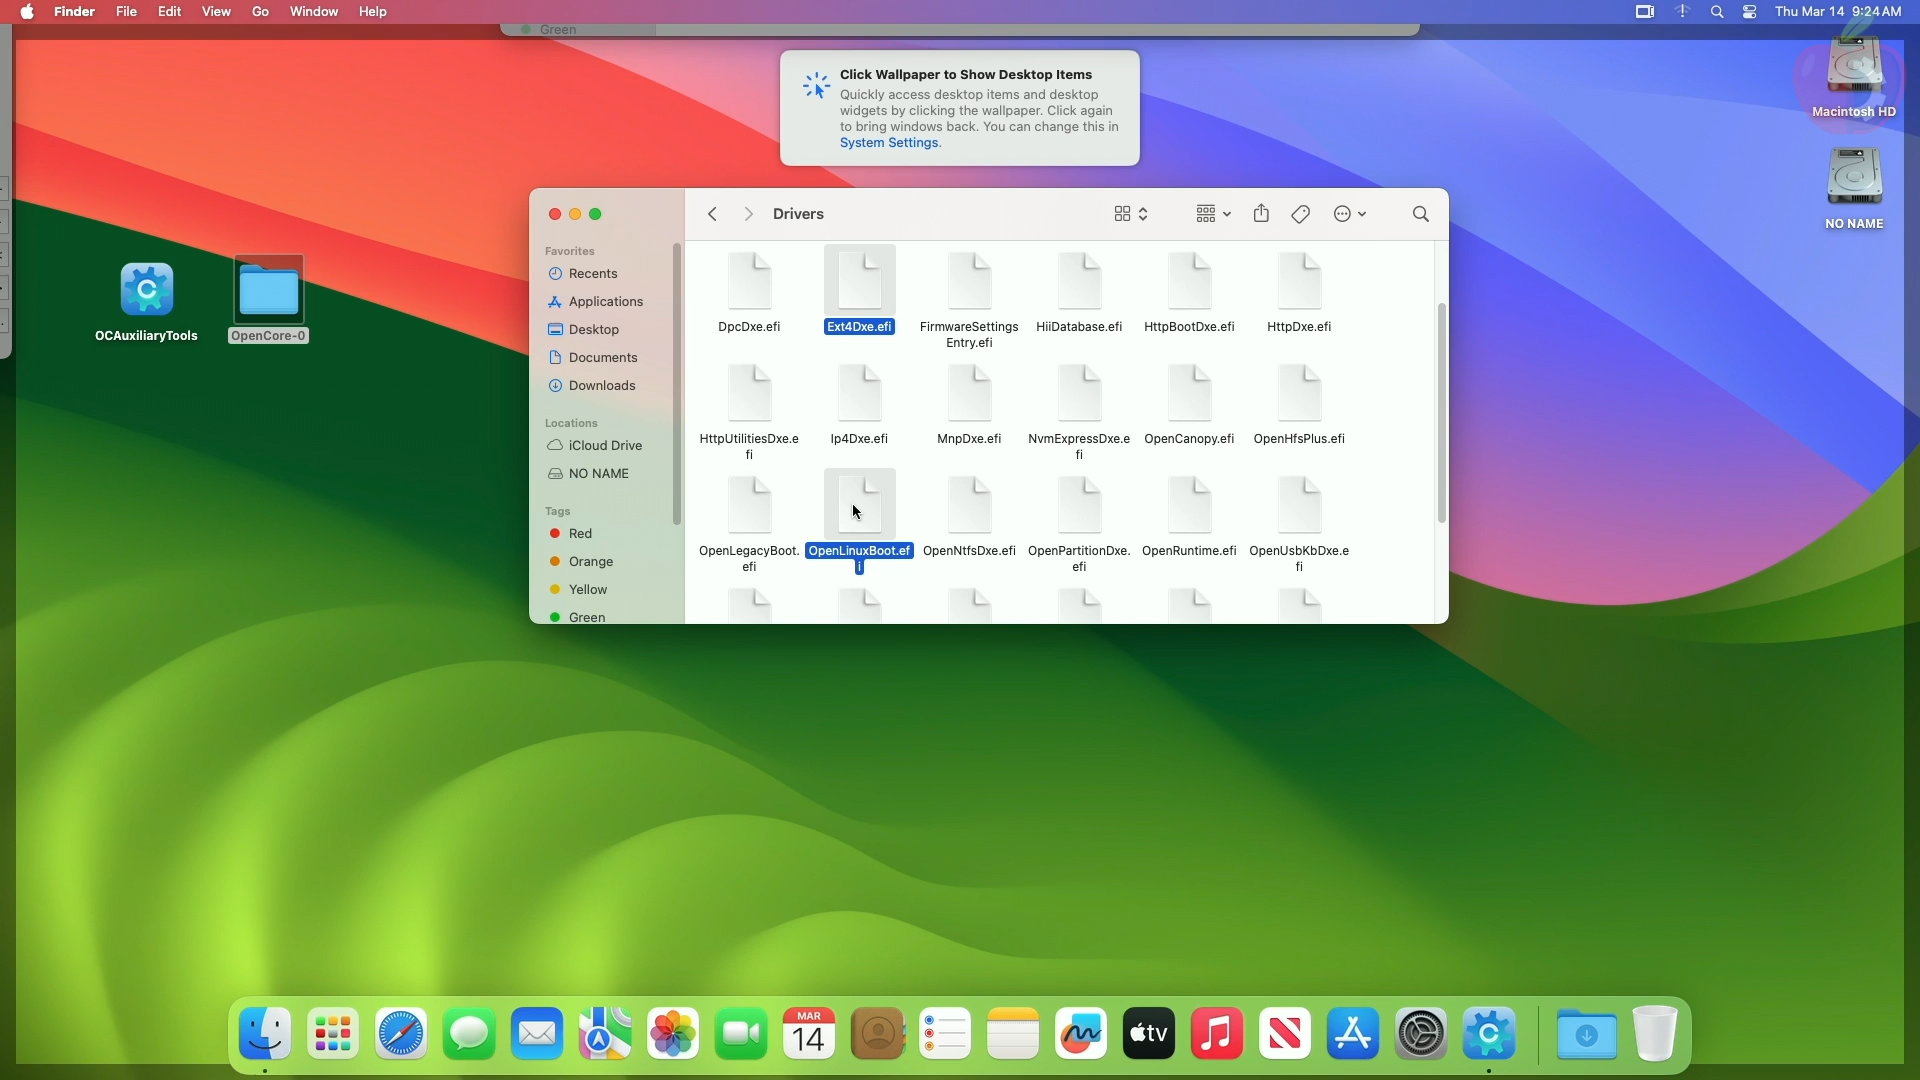 Finder File Edit View Go Window Help
Thu Mar 14 9:24 AM
Green
Click Wallpaper to Show Desktop Items
Quickly access desktop items and desktop
widgets by clicking the wallpaper. Click again
to bring windows back. You can change this in
System Settings.
Macintosh HD
NO NAME
OCAuxiliaryTools
OpenCore-0
Drivers
Favorites
Recents
Applications
Desktop
Documents
Downloads
Locations
iCloud Drive
NO NAME
Tags
Red
Orange
Yellow
Green
DpcDxe.efi
Ext4Dxe.efi
FirmwareSettings
Entry.efi
HiiDatabase.efi
HttpBootDxe.efi
HttpDxe.efi
HttpUtilitiesDxe.e
fi
Ip4Dxe.efi
MnpDxe.efi
NvmExpressDxe.e
fi
OpenCanopy.efi
OpenHfsPlus.efi
OpenLegacyBoot.
efi
OpenLinuxBoot.ef
i
OpenNtfsDxe.efi
OpenPartitionDxe.
efi
OpenRuntime.efi
OpenUsbKbDxe.e
fi
MAR
14
tv